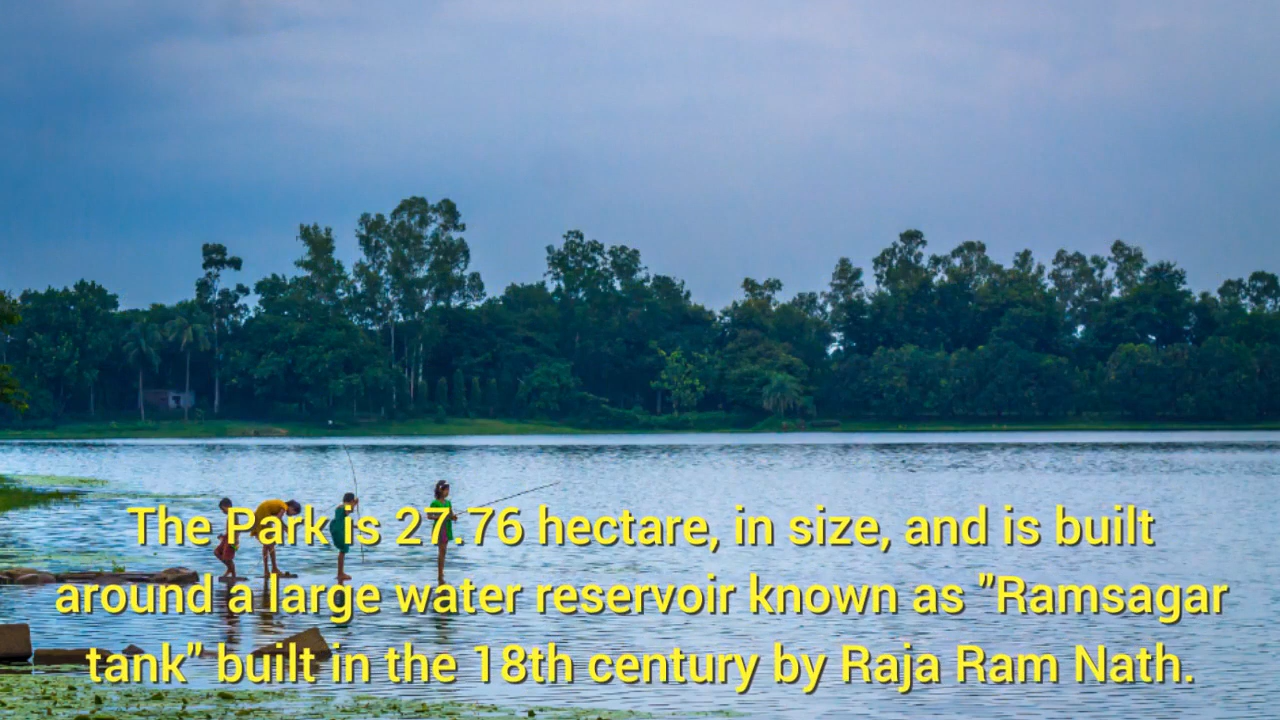 The Park is 27.76 hectare, in size, and is built
around a large water reservoir known as "Ramsagar
tank" built in the 18th century by Raja Ram Nath.